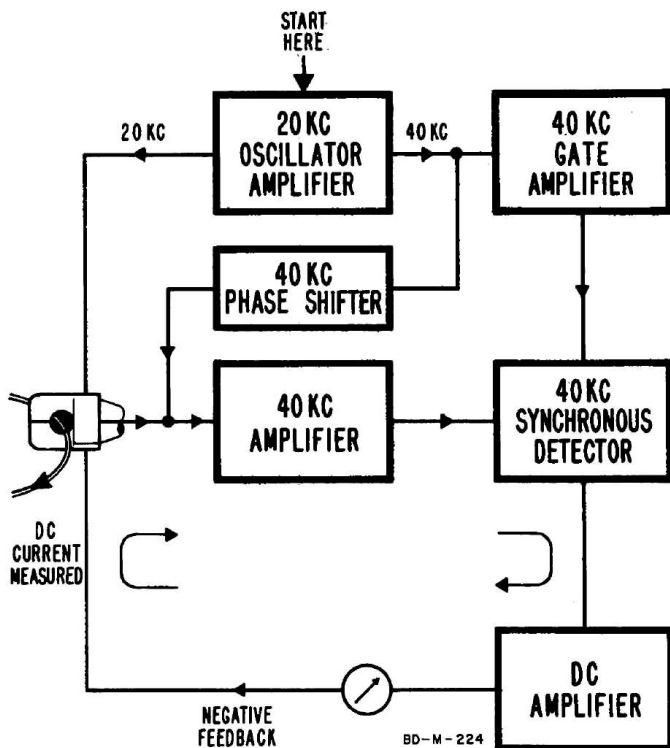 START
HERE
20 KC
20 KC
OSCILLATOR
AMPLIFIER
40 KC
40 KC
GATE
AMPLIFIER
40 KC
PHASE SHIFTER
40 KC
AMPLIFIER
40 KC
SYNCHRONOUS
DETECTOR
DC
CURRENT
MEASURED
NEGATIVE
FEEDBACK
BD-M-224
DC
AMPLIFIER